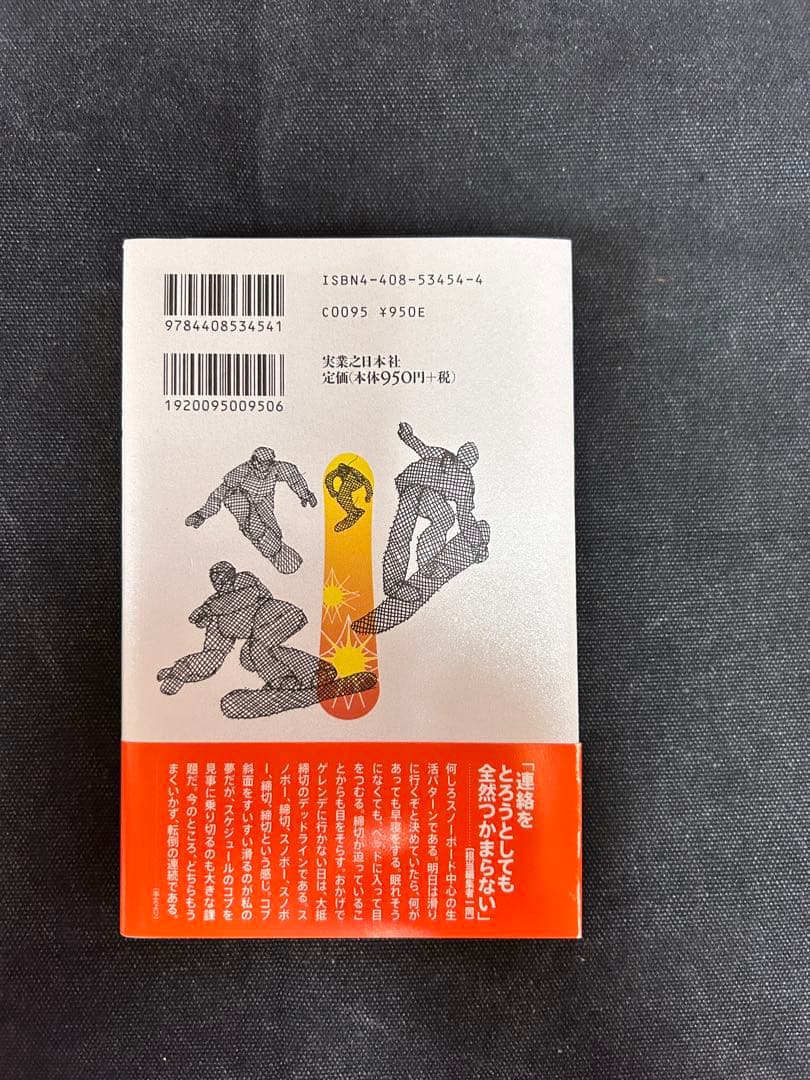 ISBN4-408-53454-4
9784408534541
C0095 ¥950E
1920095009506
実業之日本社
定価(本体950円+税)
「連絡を
とろうとしても
全然つかまらない」
[担当編集者一同]
何しろスノーボード中心の生
活パターンである。明日は滑り
に行くぞと決めていたら、何が
あっても早寝をする。眠れそう
になくても、ベッドに入って目
をつむる。締切が迫っているこ
とからも目をそらす。おかげで
ゲレンデに行かない日は、大抵
締切のデッドラインである。ス
ノボー、締切、スノボー、スノボ
ー、締切、締切という感じ。コブ
斜面をすいすい滑るのが私の
夢だが、スケジュールのコブを
見事に乗り切るのも大きな課
題だ。今のところ、どちらもう
まくいかず、転倒の連続である。
(本文より)